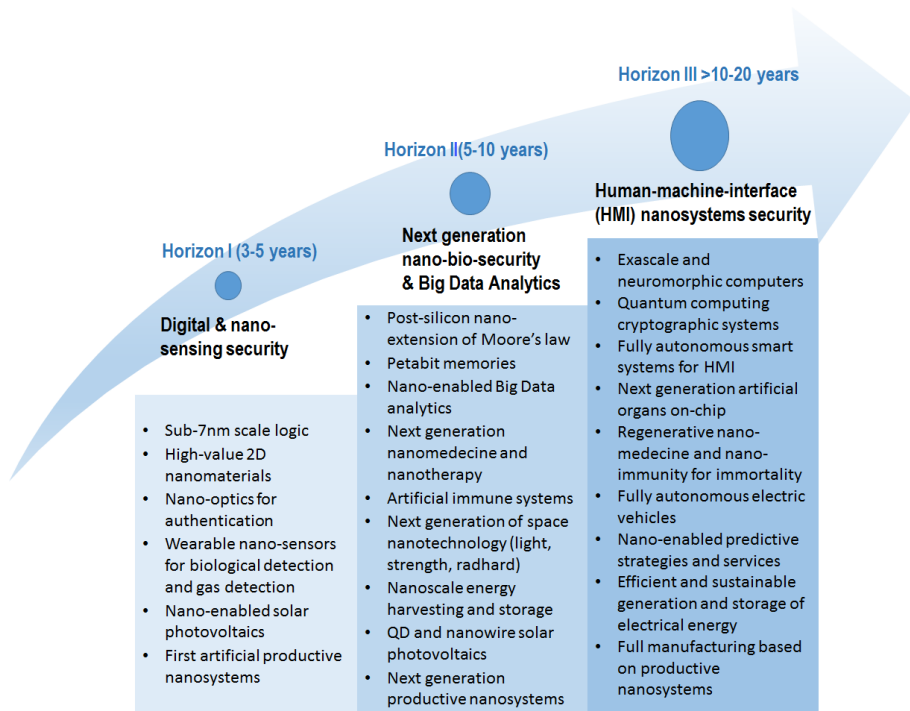 Horizon I (3-5 years)
Digital & nano-
sensing security
• Sub-7nm scale logic
• High-value 2D
nanomaterials
• Nano-optics for
authentication
• Wearable nano-sensors
for biological detection
and gas detection
• Nano-enabled solar
photovoltaics
• First artificial productive
nanosystems
Horizon II(5-10 years)
Next generation
nano-bio-security
& Big Data Analytics
• Post-silicon nano-
extension of Moore’s law
• Petabit memories
• Nano-enabled Big Data
analytics
• Next generation
nanomedecine and
nanotherapy
• Artificial immune systems
• Next generation of space
nanotechnology (light,
strength, radhard)
• Nanoscale energy
harvesting and storage
• QD and nanowire solar
photovoltaics
• Next generation
productive nanosystems
Horizon III >10-20 years
Human-machine-interface
(HMI) nanosystems security
• Exascale and
neuromorphic computers
• Quantum computing
cryptographic systems
• Fully autonomous smart
systems for HMI
• Next generation artificial
organs on-chip
• Regenerative nano-
medecine and nano-
immunity for immortality
• Fully autonomous electric
vehicles
• Nano-enabled predictive
strategies and services
• Efficient and sustainable
generation and storage of
electrical energy
• Full manufacturing based
on productive
nanosystems